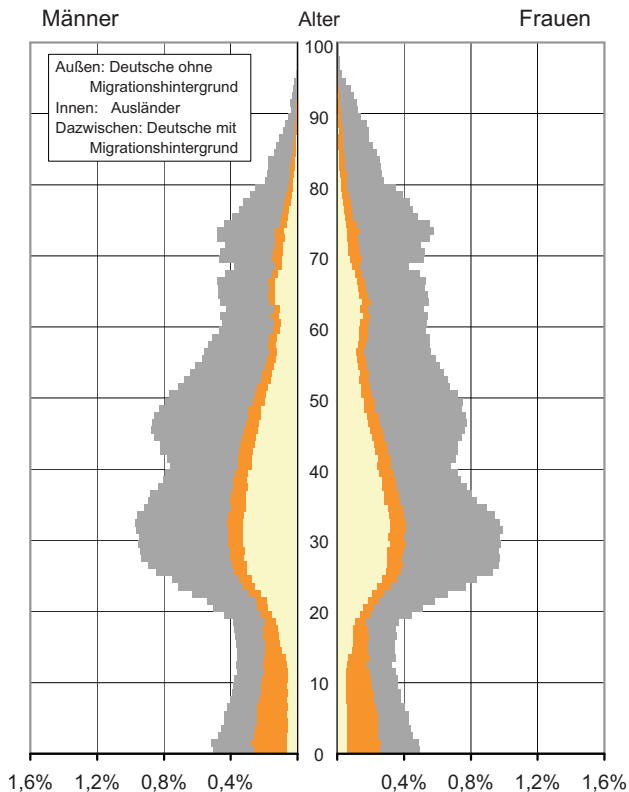 Männer Alter Frauen
Außen: Deutsche ohne
Migrationshintergrund
Innen: Ausländer
Dazwischen: Deutsche mit
Migrationshintergrund
100
90
80
70
60
50
40
30
20
10
0
1,6% 1,2% 0,8% 0,4% 0,4% 0,8% 1,2% 1,6%